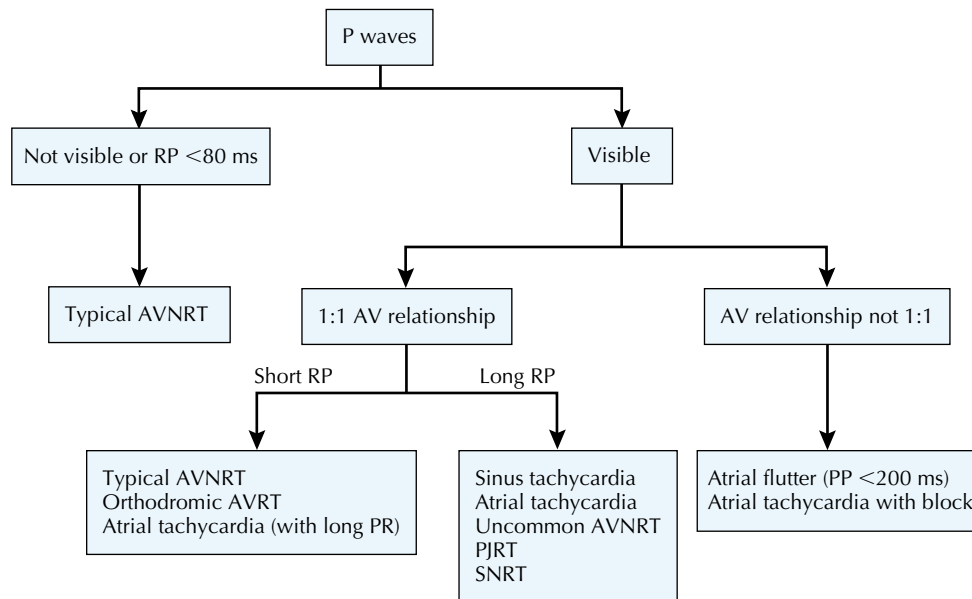 P waves
Not visible or RP <80 ms
Visible
Typical AVNRT
1:1 AV relationship
AV relationship not 1:1
Short RP
Long RP
Typical AVNRT
Orthodromic AVRT
Atrial tachycardia (with long PR)
Sinus tachycardia
Atrial tachycardia
Uncommon AVNRT
PJRT
SNRT
Atrial flutter (PP <200 ms)
Atrial tachycardia with block